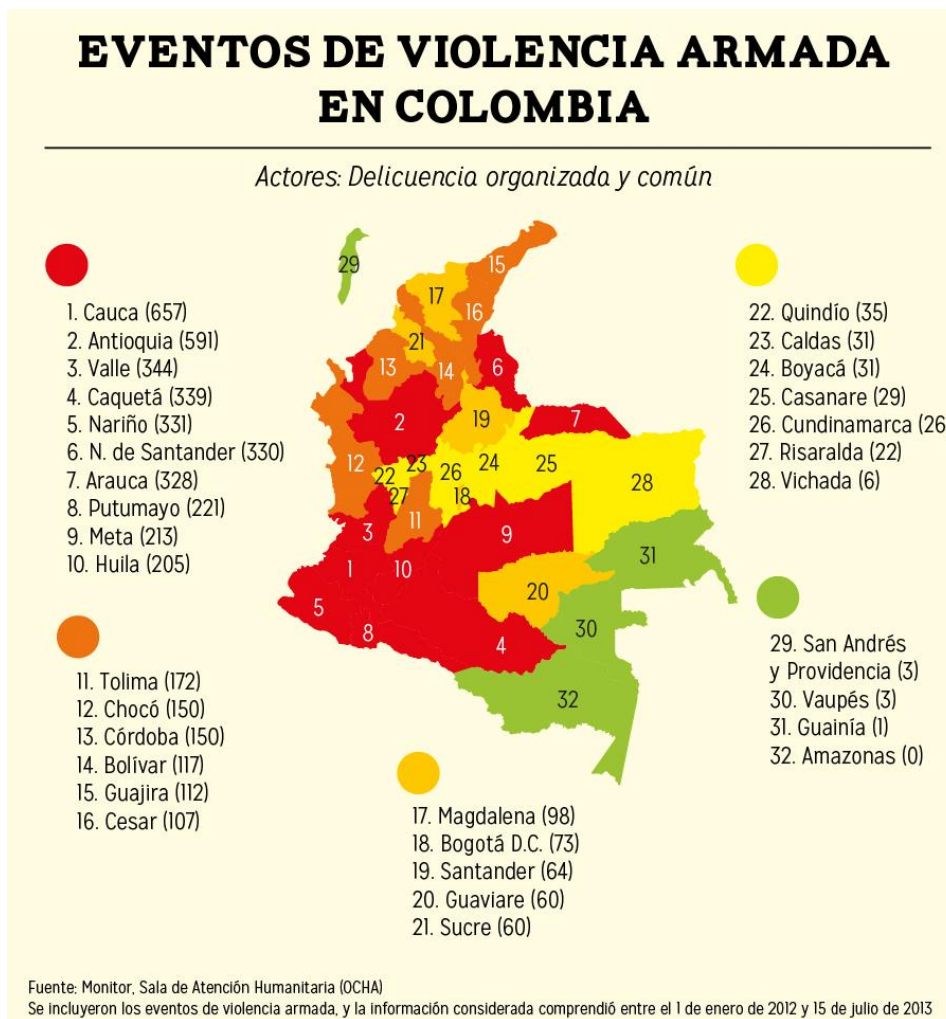 EVENTOS DE VIOLENCIA ARMADA
EN COLOMBIA
Actores: Delicuencia organizada y común
1. Cauca (657)
2. Antioquia (591)
3. Valle (344)
4. Caquetá (339)
5. Nariño (331)
6. N. de Santander (330)
7. Arauca (328)
8. Putumayo (221)
9. Meta (213)
10. Huila (205)
11. Tolima (172)
12. Chocó (150)
13. Córdoba (150)
14. Bolívar (117)
15. Guajira (112)
16. Cesar (107)
29
15
17
16
21
13
14
6
2
19
7
12
22
23
26
24
25
28
27
18
11
3
9
31
1
10
20
5
8
4
30
32
17. Magdalena (98)
18. Bogotá D.C. (73)
19. Santander (64)
20. Guaviare (60)
21. Sucre (60)
22. Quindío (35)
23. Caldas (31)
24. Boyacá (31)
25. Casanare (29)
26. Cundinamarca (26
27. Risaralda (22)
28. Vichada (6)
29. San Andrés
y Providencia (3)
30. Vaupés (3)
31. Guainía (1)
32. Amazonas (0)
Fuente: Monitor, Sala de Atención Humanitaria (OCHA)
Se incluyeron los eventos de violencia armada, y la información considerada comprendió entre el 1 de enero de 2012 y 15 de julio de 2013